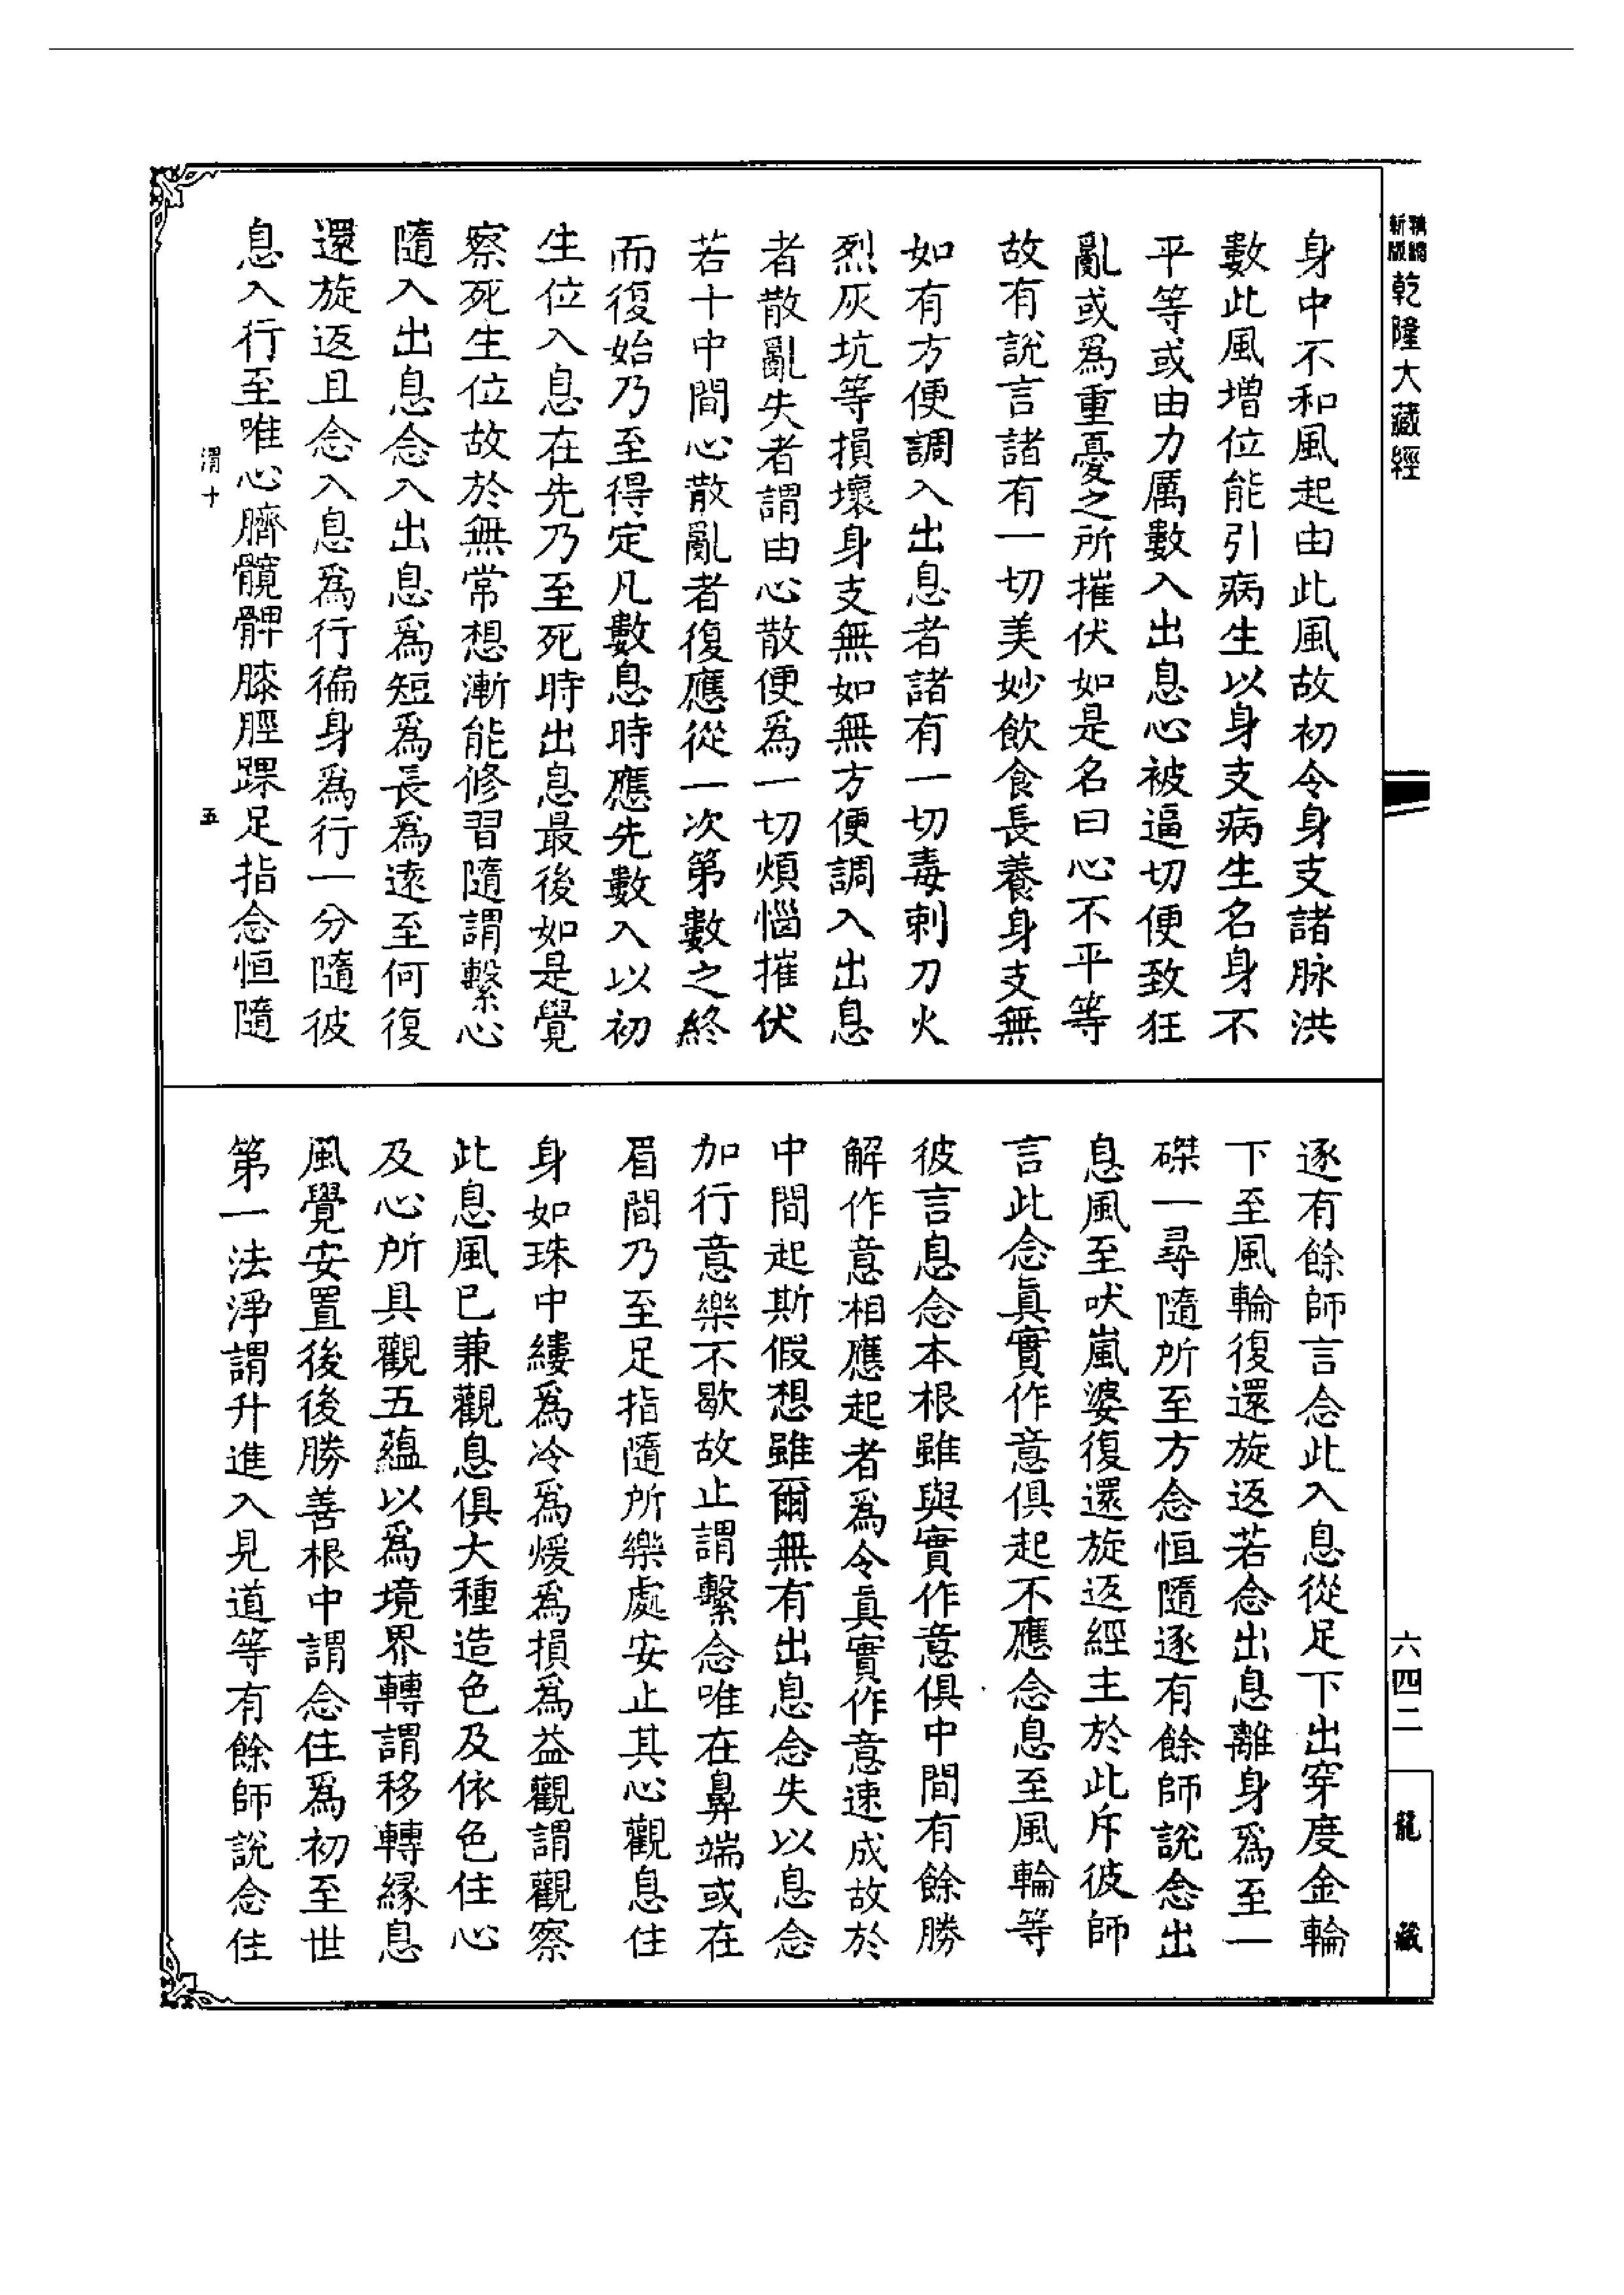 新版
精縮
乾隆大藏經
身中不和風起由此風故初令身支諸脉洪
數此風增位能引病生以身支病生名身不
平等或由力厲數入出息心被逼切便致狂
亂或爲重憂之所摧伏如是名曰心不平等
故有說言諸有一切美妙飲食長養身支無
如有方便調入出息者諸有一切毒刺刀火
烈灰坑等損壞身支無如無方便調入出息
者散亂失者謂由心散便爲一切煩惱摧伏
若十中間心散亂者復應從一次第數之終
而復始乃至得定凡數息時應先數入以初
生位入息在先乃至死時出息最後如是覺
察死生位故於無常想漸能修習隨謂繫心
隨入出息念入出息爲短爲長爲遠至何復
還旋返且念入息爲行徧身爲行一分隨彼
息入行至喉心臍髖髀膝脛踝足指念恒隨
渭十
五
逐有餘師言念此入息從足下出穿度金輪
下至風輪復還旋返若念出息離身爲至一
磔一尋隨所至方念恒隨逐有餘師說念出
息風至吠嵐婆復還旋返經主於此斥彼師
言此念眞實作意俱起不應念息至風輪等
彼言息念本根雖與實作意俱中間有餘勝
解作意相應起者爲令眞實作意速成故於
中間起斯假想雖爾無有出息念失以息念
加行意樂不歇故止謂繫念唯在鼻端或在
眉間乃至足指隨所樂處安止其心觀息住
身如珠中縷爲冷爲煖爲損爲益觀謂觀察
此息風已兼觀息俱大種造色及依色住心
及心所具觀五蘊以爲境界轉謂移轉緣息
風覺安置後後勝善根中謂念住爲初至世
第一法淨謂升進入見道等有餘師說念住
六四二
龍藏